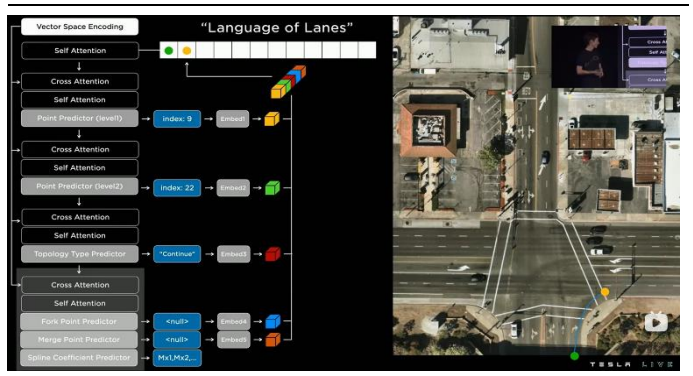 Vector Space Encoding
"Language of Lanes"
Self Attention
Cross Attention
Self Attention
Point Predictor (level1)
index: 9
Embed1
Cross Attention
Self Attention
Point Predictor (level2)
index: 22
Embed2
Cross Attention
Self Attention
Topology Type Predictor
"Continue"
Embed3
Cross Attention
Self Attention
Fork Point Predictor
<null>
Embed4
Merge Point Predictor
<null>
Embed5
Spline Coefficient Predictor
Mx1,Mx2,...
TESLA LIVE